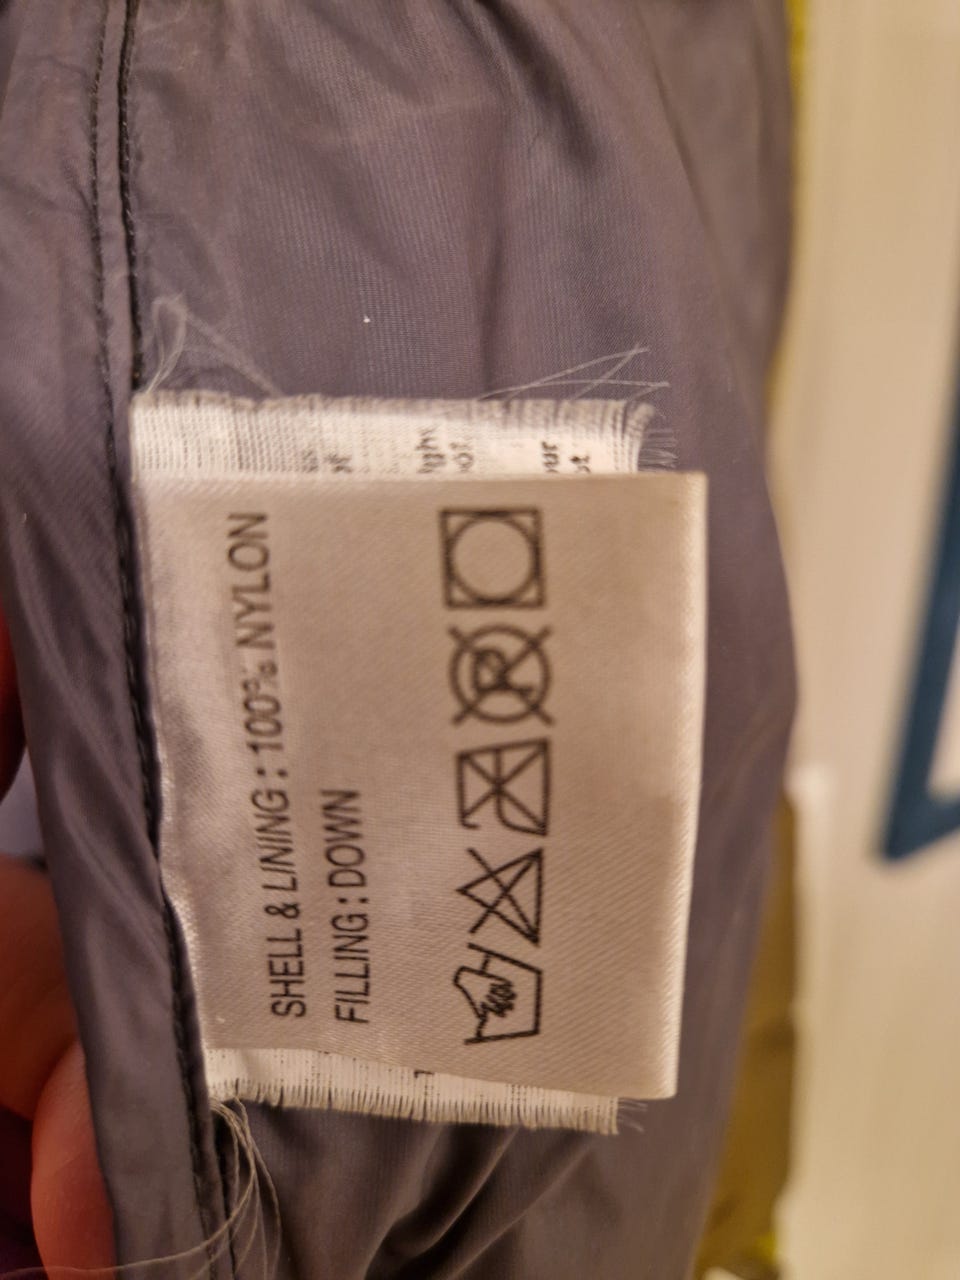 SHELL & LINING : 100% NYLON
FILLING : DOWN